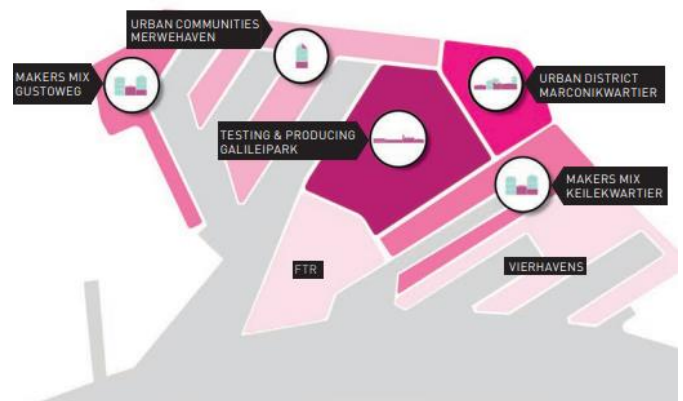 URBAN COMMUNITIES
MERWEHAVEN
MAKERS MIX
GUSTOWEG
URBAN DISTRICT
MARCONIKWARTIER
TESTING & PRODUCING
GALILEIPARK
MAKERS MIX
KEILEKWARTIER
FTR
VIERHAVENS